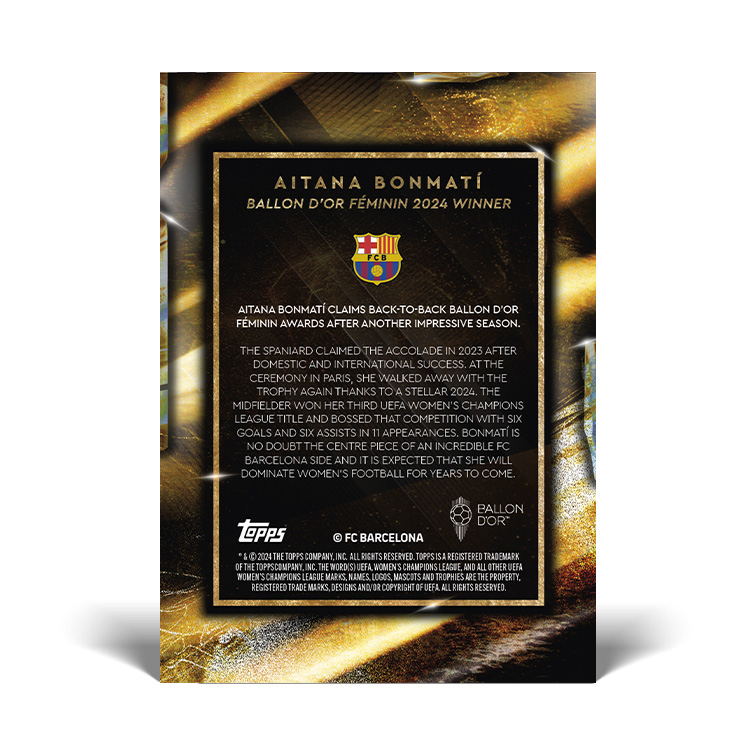 AITANA BONMATÍ
BALLON D'OR FÉMININ 2024 WINNER
FCB
AITANA BONMATÍ CLAIMS BACK-TO-BACK BALLON D'OR
FÉMININ AWARDS AFTER ANOTHER IMPRESSIVE SEASON.
THE SPANIARD CLAIMED THE ACCOLADE IN 2023 AFTER
DOMESTIC AND INTERNATIONAL SUCCESS. AT THE
CEREMONY IN PARIS, SHE WALKED AWAY WITH THE
TROPHY AGAIN THANKS TO A STELLAR 2024. THE
MIDFIELDER WON HER THIRD UEFA WOMEN'S CHAMPIONS
LEAGUE TITLE AND BOSSED THAT COMPETITION WITH SIX
GOALS AND SIX ASSISTS IN 11 APPEARANCES. BONMATÍ IS
NO DOUBT THE CENTRE PIECE OF AN INCREDIBLE FC
BARCELONA SIDE AND IT IS EXPECTED THAT SHE WILL
DOMINATE WOMEN'S FOOTBALL FOR YEARS TO COME.
topps
© FC BARCELONA
BALLON
D'OR™
® & © 2024 THE TOPPS COMPANY, INC. ALL RIGHTS RESERVED. TOPPS IS A REGISTERED TRADEMARK
OF THE TOPPS COMPANY, INC. THE WORD(S) UEFA, WOMEN'S CHAMPIONS LEAGUE, AND ALL OTHER UEFA
WOMEN'S CHAMPIONS LEAGUE MARKS, NAMES, LOGOS, MASCOTS AND TROPHIES ARE THE PROPERTY,
REGISTERED TRADE MARKS, DESIGNS AND/OR COPYRIGHT OF UEFA. ALL RIGHTS RESERVED.